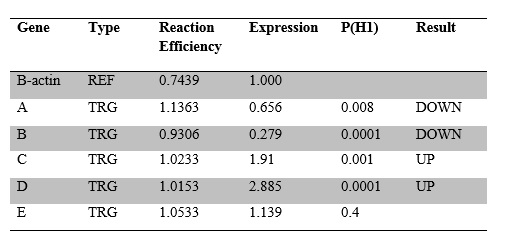 Gene Type Reaction Efficiency Expression P(H1) Result
B-actin REF 0.7439 1.000
A TRG 1.1363 0.656 0.008 DOWN
B TRG 0.9306 0.279 0.0001 DOWN
C TRG 1.0233 1.91 0.001 UP
D TRG 1.0153 2.885 0.0001 UP
E TRG 1.0533 1.139 0.4